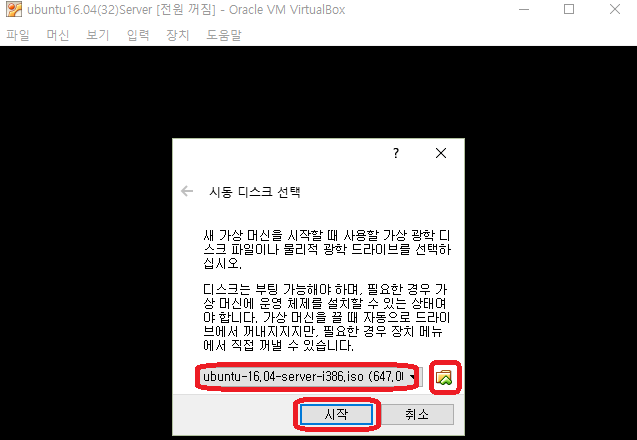 ubuntu16.04(32)Server [전원 꺼짐] - Oracle VM VirtualBox
파일 머신 보기 입력 장치 도움말
?
시동 디스크 선택
새 가상 머신을 시작할 때 사용할 가상 광학 디
스크 파일이나 물리적 광학 드라이브를 선택하
십시오.
디스크는 부팅 가능해야 하며, 필요한 경우 가
상 머신에 운영 체제를 설치할 수 있는 상태여
야 합니다. 가상 머신을 끌 때 자동으로 드라이
브에서 꺼내지지지만, 필요한 경우 장치 메뉴
에서 직접 꺼낼 수 있습니다.
ubuntu-16.04-server-i386.iso (647.00
시작 취소